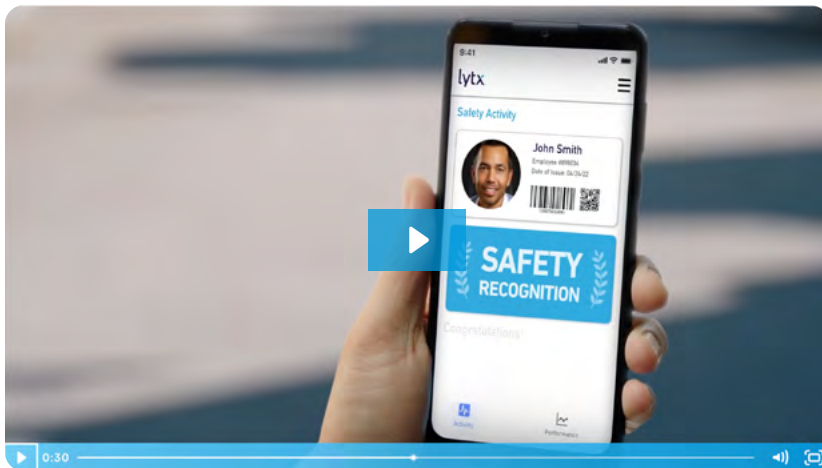 9:41
lytx
Safety Activity
John Smith
Date of Issue: 04/24/22
SAFETY
RECOGNITION
Congratulations!
Activity
Performance
0:30